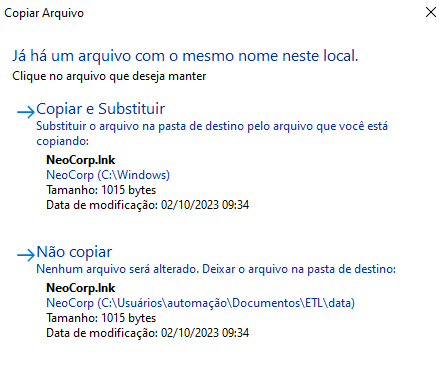 Copiar Arquivo
Já há um arquivo com o mesmo nome neste local.
Clique no arquivo que deseja manter
Copiar e Substituir
Substituir o arquivo na pasta de destino pelo arquivo que você está
copiando:
NeoCorp.lnk
NeoCorp (C:\Windows)
Tamanho: 1015 bytes
Data de modificação: 02/10/2023 09:34
Não copiar
Nenhum arquivo será alterado. Deixar o arquivo na pasta de destino:
NeoCorp.lnk
NeoCorp (C:\Usuários\automação\Documentos\ETL\data)
Tamanho: 1015 bytes
Data de modificação: 02/10/2023 09:34